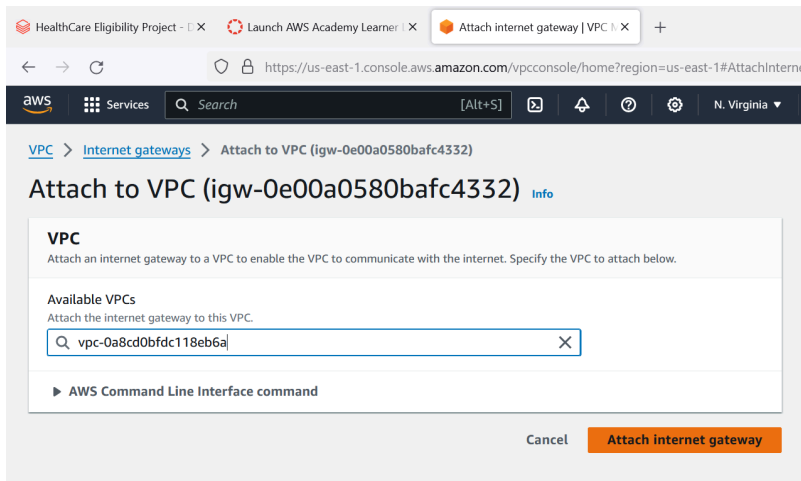 HealthCare Eligibility Project - D
Launch AWS Academy Learner L
Attach internet gateway | VPC M
https://us-east-1.console.aws.amazon.com/vpcconsole/home?region=us-east-1#AttachIntern
aws Services Search [Alt+S] N. Virginia
VPC > Internet gateways > Attach to VPC (igw-0e00a0580bafc4332)
Attach to VPC (igw-0e00a0580bafc4332) Info
VPC
Attach an internet gateway to a VPC to enable the VPC to communicate with the internet. Specify the VPC to attach below.
Available VPCs
Attach the internet gateway to this VPC.
vpc-0a8cd0bfdc118eb6a
AWS Command Line Interface command
Cancel Attach internet gateway